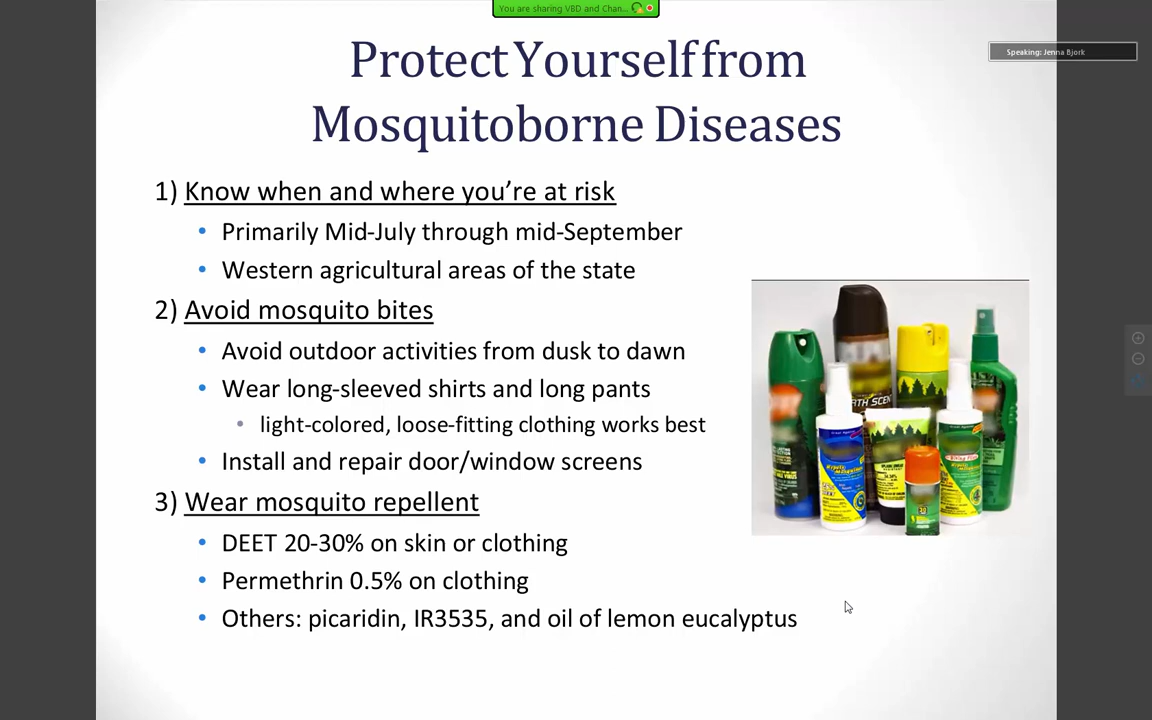 You are sharing VBD and Chan...
Speaking: Jenna Bjork
Protect Yourself from
Mosquitoborne Diseases
1) Know when and where you're at risk
• Primarily Mid-July through mid-September
• Western agricultural areas of the state
2) Avoid mosquito bites
• Avoid outdoor activities from dusk to dawn
• Wear long-sleeved shirts and long pants
• light-colored, loose-fitting clothing works best
• Install and repair door/window screens
3) Wear mosquito repellent
• DEET 20-30% on skin or clothing
• Permethrin 0.5% on clothing
• Others: picaridin, IR3535, and oil of lemon eucalyptus